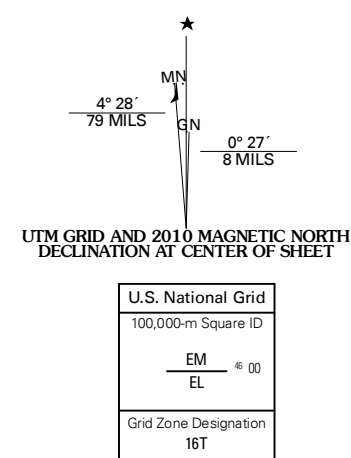 ★
MN
4° 28´
79 MILS
GN
0° 27´
8 MILS
UTM GRID AND 2010 MAGNETIC NORTH
DECLINATION AT CENTER OF SHEET
U.S. National Grid
100,000-m Square ID
EM
EL
46 00
Grid Zone Designation
16T